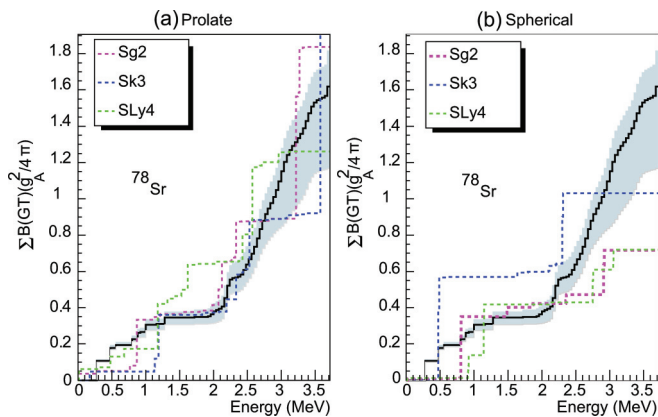 (a) Prolate
(b) Spherical
ΣB(GT)(g²A/4π)
1.8
1.6
1.4
1.2
1
0.8
0.6
0.4
0.2
0
Sg2
Sk3
SLy4
78Sr
0 0.5 1 1.5 2 2.5 3 3.5
Energy (MeV)
ΣB(GT)(g²A/4π)
1.8
1.6
1.4
1.2
1
0.8
0.6
0.4
0.2
0
Sg2
Sk3
SLy4
78Sr
0 0.5 1 1.5 2 2.5 3 3.5
Energy (MeV)